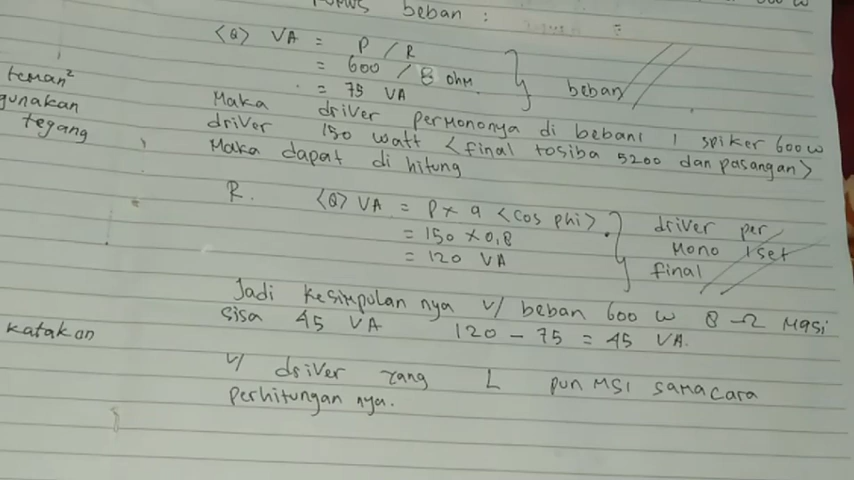 beban :
<Q> VA = P / R
= 600 / 8 ohm.
= 75 VA
beban
teman²
gunakan
tegang
Maka driver permononya di bebani 1 spiker 600 w
driver 150 watt <final tosiba 5200 dan pasangan>
Maka dapat di hitung
R. <Q> VA = P x a <cos phi>.
= 150 x 0,8
= 120 VA
driver per
Mono 1 set
final
Jadi kesimpolan nya u/ beban 600 w 8 Ω Masi
sisa 45 VA 120 - 75 = 45 VA.
katakan
u/ driver yang L pun MSI samacara
perhitungan nya.